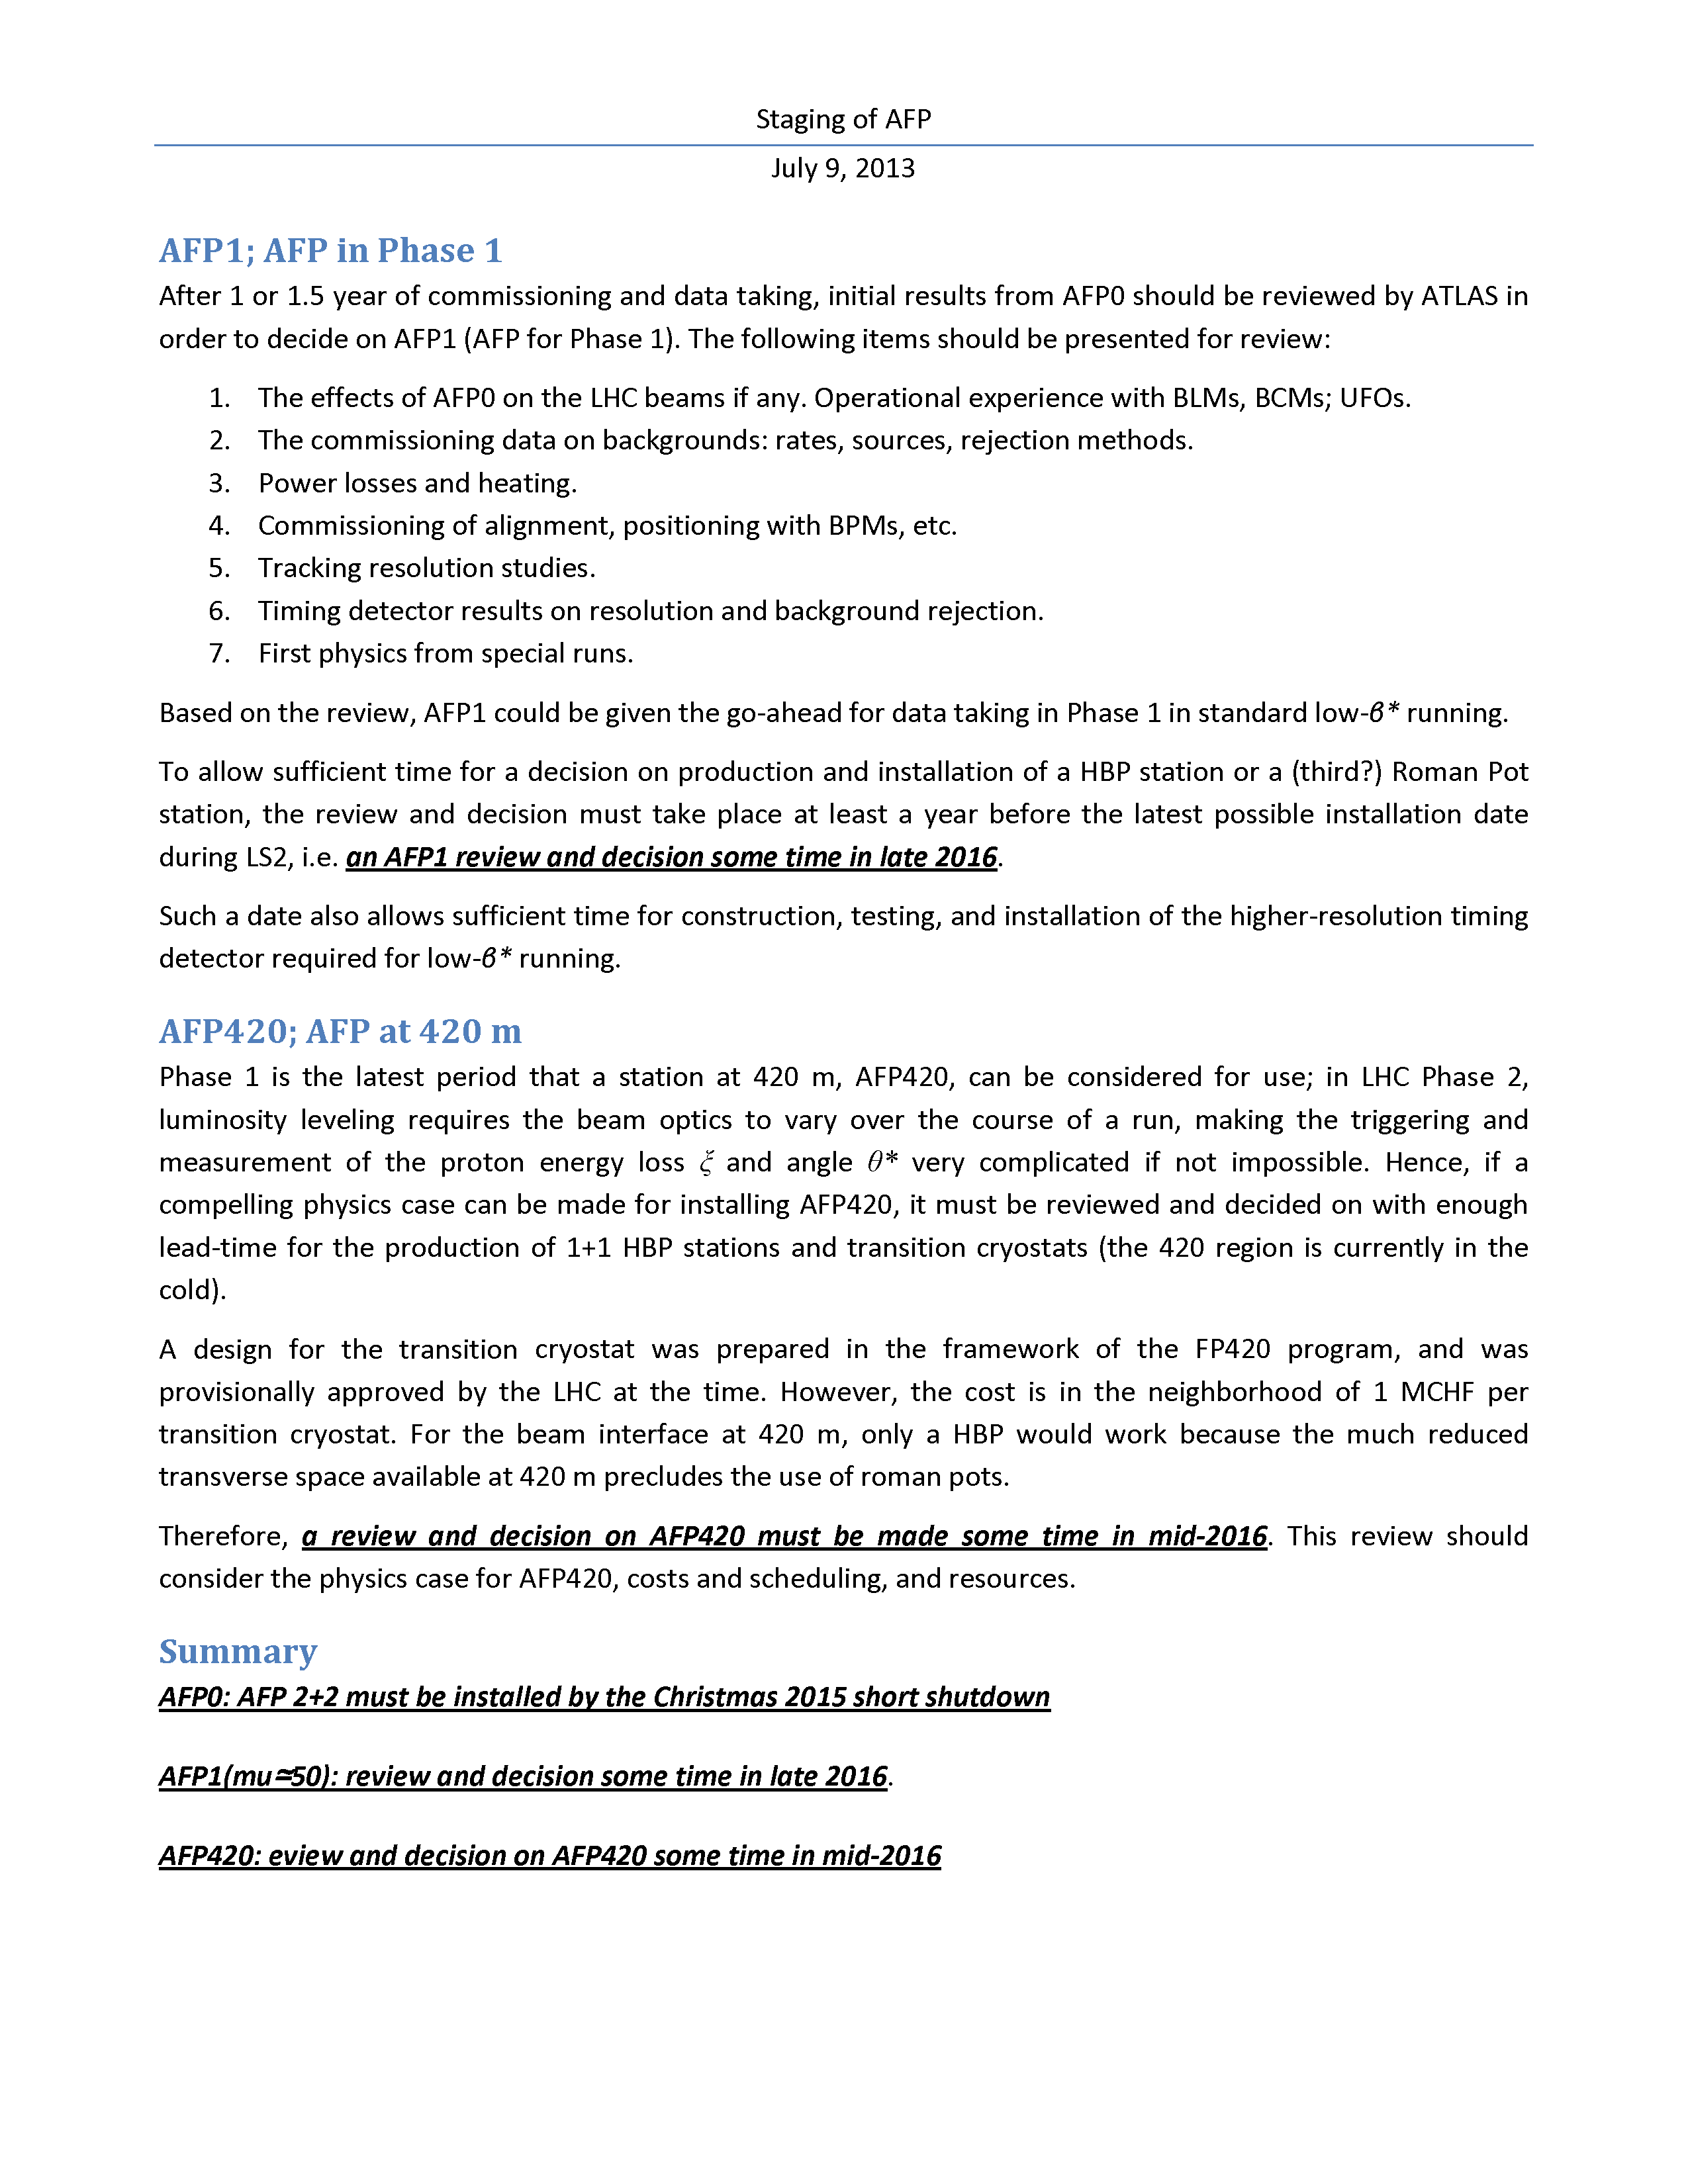 Staging of AFP
July 9, 2013
AFP1; AFP in Phase 1
After 1 or 1.5 year of commissioning and data taking, initial results from AFP0 should be reviewed by ATLAS in
order to decide on AFP1 (AFP for Phase 1). The following items should be presented for review:
1. The effects of AFP0 on the LHC beams if any. Operational experience with BLMs, BCMs; UFOs.
2. The commissioning data on backgrounds: rates, sources, rejection methods.
3. Power losses and heating.
4. Commissioning of alignment, positioning with BPMs, etc.
5. Tracking resolution studies.
6. Timing detector results on resolution and background rejection.
7. First physics from special runs.
Based on the review, AFP1 could be given the go-ahead for data taking in Phase 1 in standard low-β* running.
To allow sufficient time for a decision on production and installation of a HBP station or a (third?) Roman Pot
station, the review and decision must take place at least a year before the latest possible installation date
during LS2, i.e. an AFP1 review and decision some time in late 2016.
Such a date also allows sufficient time for construction, testing, and installation of the higher-resolution timing
detector required for low-β* running.
AFP420; AFP at 420 m
Phase 1 is the latest period that a station at 420 m, AFP420, can be considered for use; in LHC Phase 2,
luminosity leveling requires the beam optics to vary over the course of a run, making the triggering and
measurement of the proton energy loss ξ and angle θ* very complicated if not impossible. Hence, if a
compelling physics case can be made for installing AFP420, it must be reviewed and decided on with enough
lead-time for the production of 1+1 HBP stations and transition cryostats (the 420 region is currently in the
cold).
A design for the transition cryostat was prepared in the framework of the FP420 program, and was
provisionally approved by the LHC at the time. However, the cost is in the neighborhood of 1 MCHF per
transition cryostat. For the beam interface at 420 m, only a HBP would work because the much reduced
transverse space available at 420 m precludes the use of roman pots.
Therefore, a review and decision on AFP420 must be made some time in mid-2016. This review should
consider the physics case for AFP420, costs and scheduling, and resources.
Summary
AFP0: AFP 2+2 must be installed by the Christmas 2015 short shutdown
AFP1(mu≃50): review and decision some time in late 2016.
AFP420: eview and decision on AFP420 some time in mid-2016